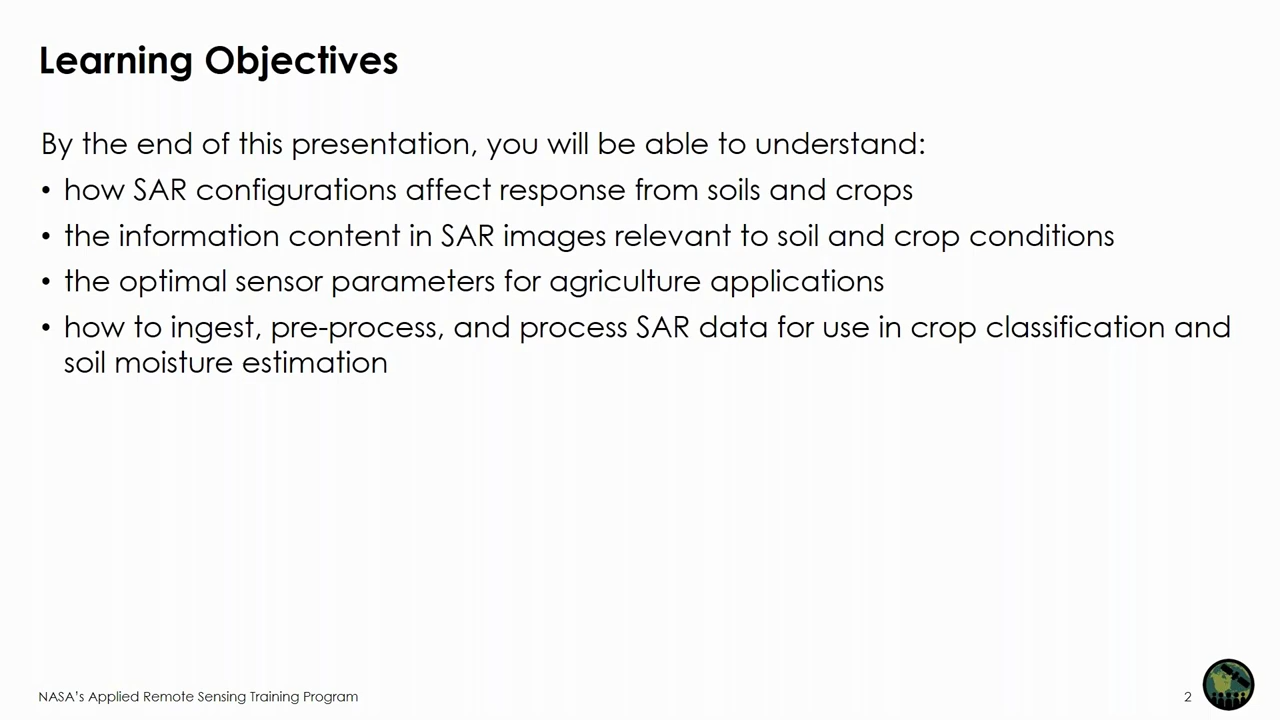 Learning Objectives
By the end of this presentation, you will be able to understand:
• how SAR configurations affect response from soils and crops
• the information content in SAR images relevant to soil and crop conditions
• the optimal sensor parameters for agriculture applications
• how to ingest, pre-process, and process SAR data for use in crop classification and
soil moisture estimation
NASA's Applied Remote Sensing Training Program
2